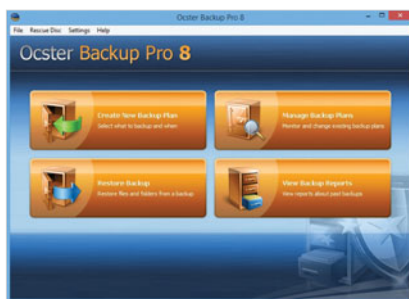 Ocster Backup Pro 8
File Rescue Disc Settings Help
Ocster Backup Pro 8
Create New Backup Plan
Select what to backup and when
Manage Backup Plans
Monitor and change existing backup plans
Restore Backup
Restore files and folders from a backup
View Backup Reports
View reports about past backups